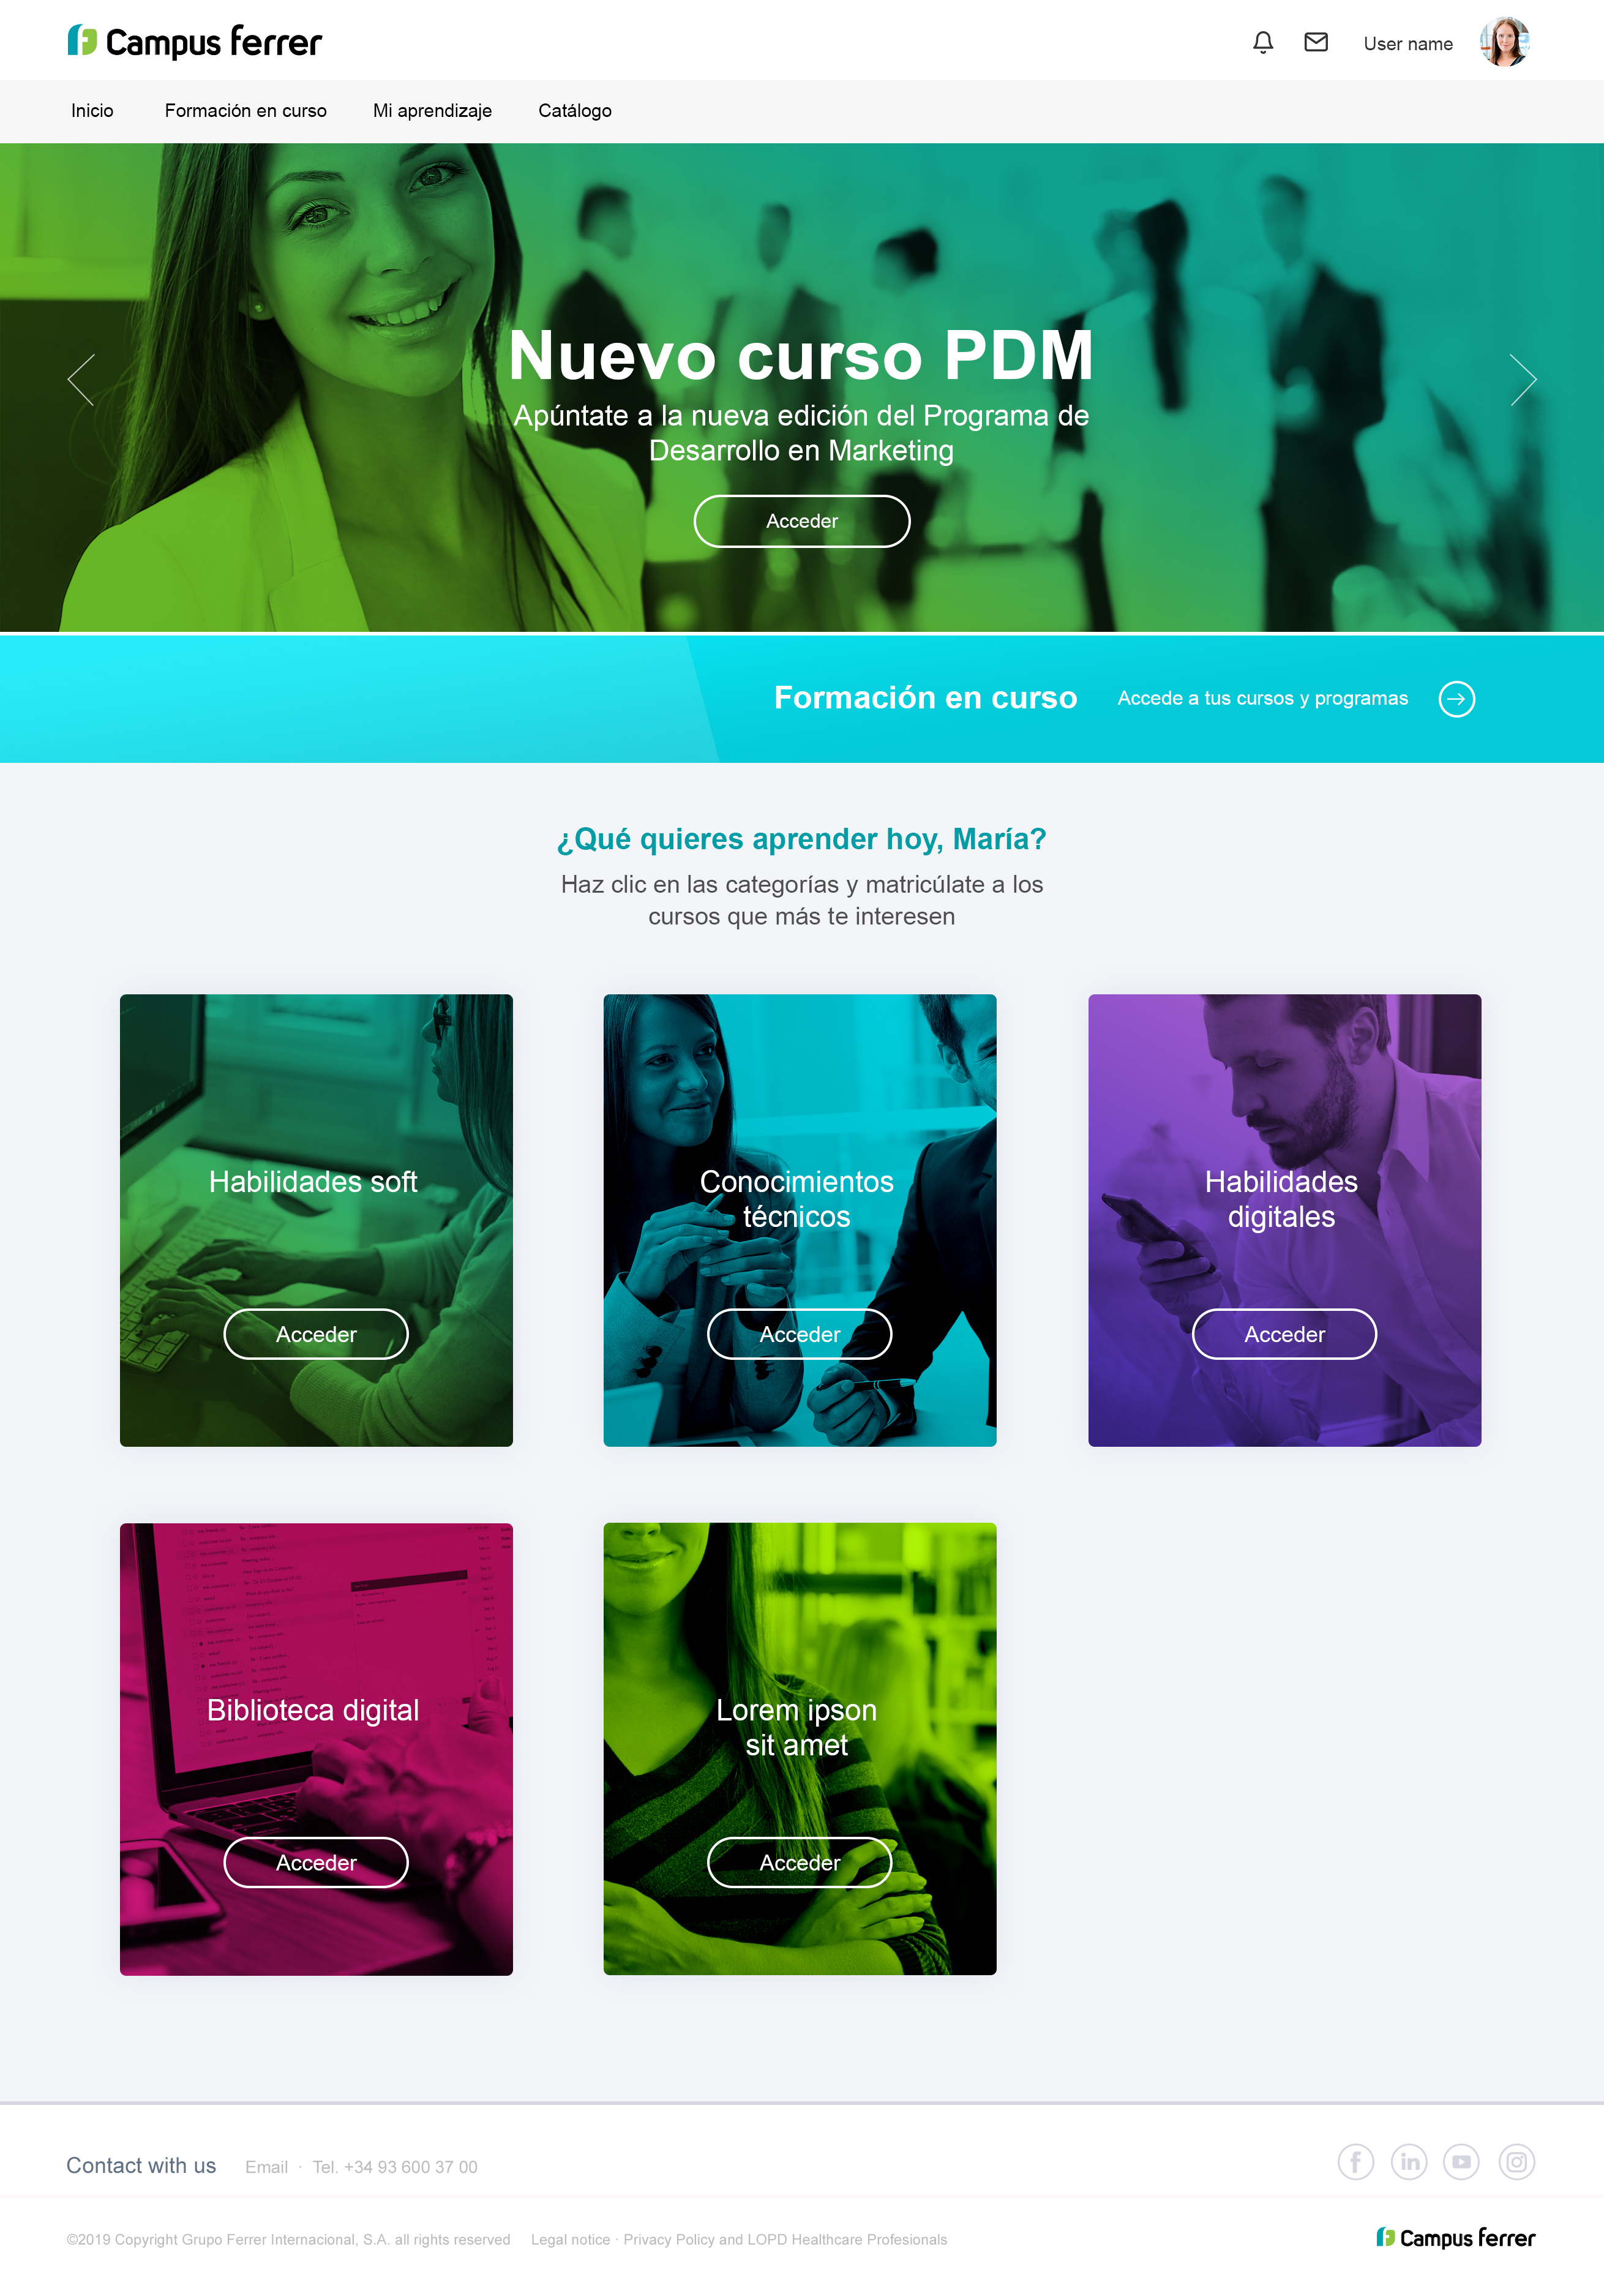 Campus ferrer
User name
Inicio
Formación en curso
Mi aprendizaje
Catálogo
Nuevo curso PDM
Apúntate a la nueva edición del Programa de
Desarrollo en Marketing
Acceder
Formación en curso
Accede a tus cursos y programas
¿Qué quieres aprender hoy, María?
Haz clic en las categorías y matricúlate a los
cursos que más te interesen
Habilidades soft
Acceder
Conocimientos
técnicos
Acceder
Habilidades
digitales
Acceder
Biblioteca digital
Acceder
Lorem ipson
sit amet
Acceder
Contact with us
Email · Tel. +34 93 600 37 00
©2019 Copyright Grupo Ferrer Internacional, S.A. all rights reserved
Legal notice · Privacy Policy and LOPD Healthcare Profesionals
Campus ferrer